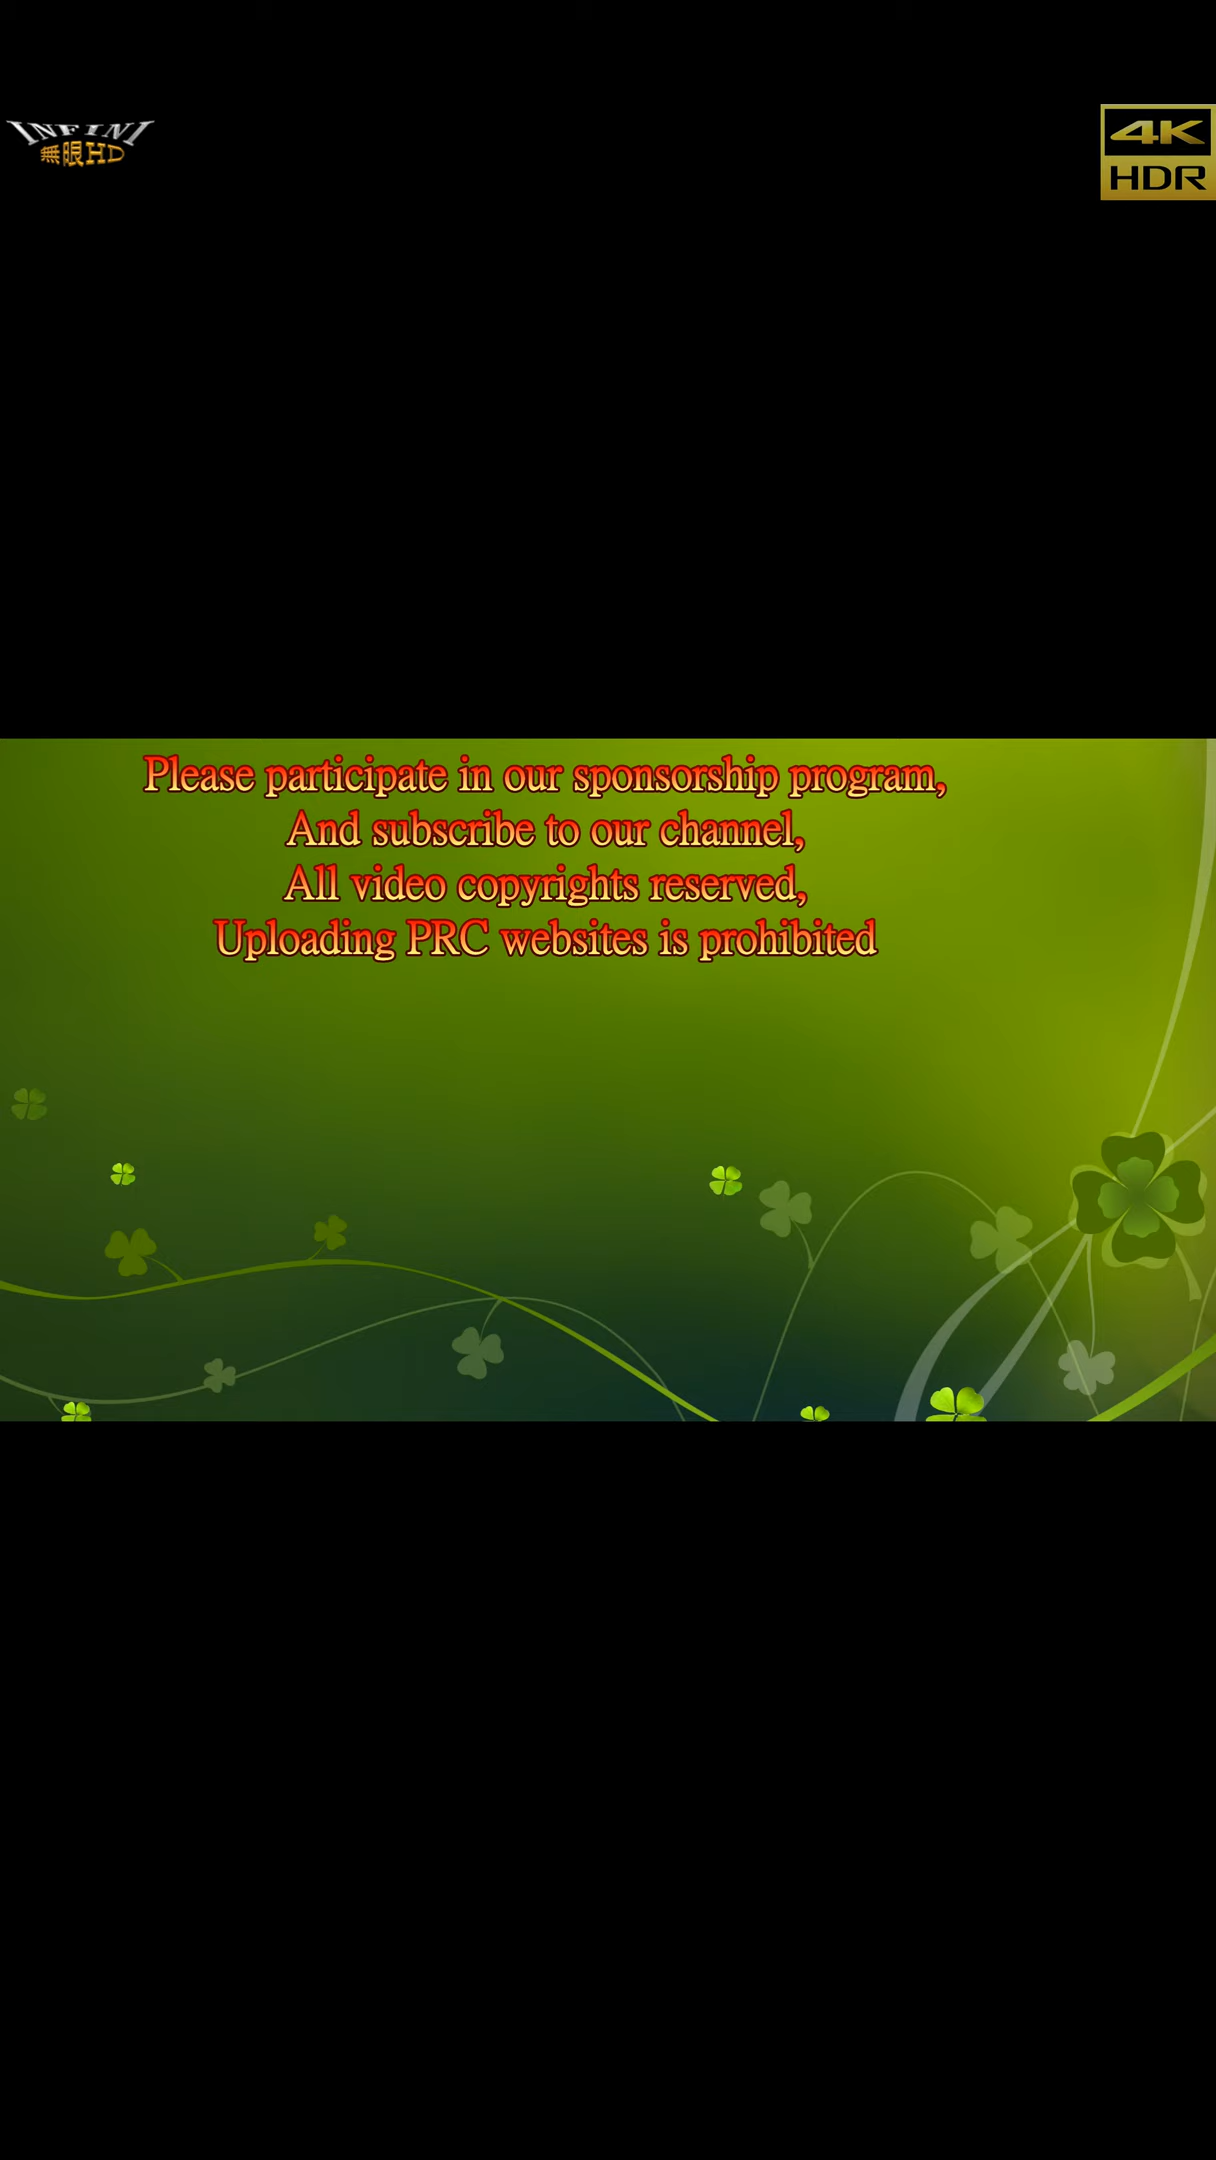 INFINI
無限HD
4K
HDR
Please participate in our sponsorship program,
And subscribe to our channel,
All video copyrights reserved,
Uploading PRC websites is prohibited